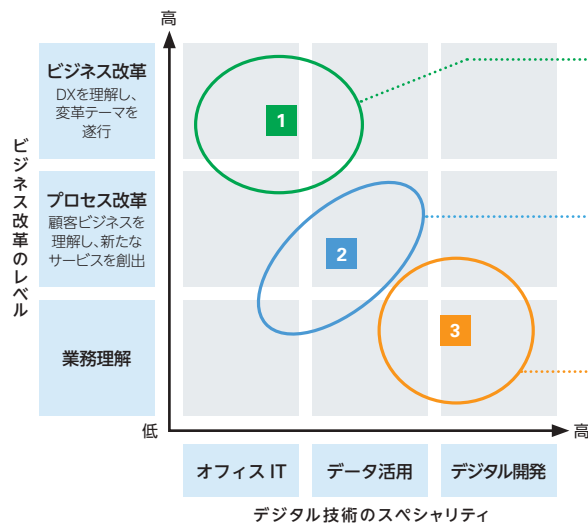 高
ビジネス改革
DXを理解し、
変革テーマを
遂行
1
プロセス改革
顧客ビジネスを
理解し、新たな
サービスを創出
2
ビジネス改革のレベル
業務理解
3
低
高
オフィス IT
データ活用
デジタル開発
デジタル技術のスペシャリティ